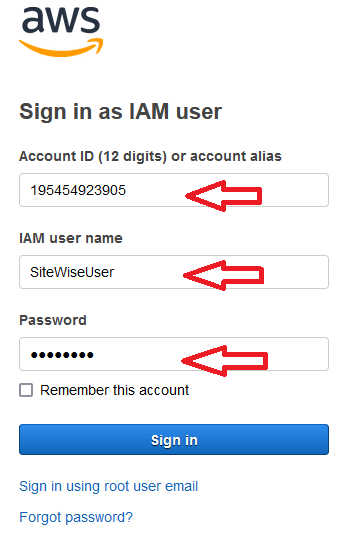 aws
Sign in as IAM user
Account ID (12 digits) or account alias
195454923905
IAM user name
SiteWiseUser
Password
••••••••
Remember this account
Sign in
Sign in using root user email
Forgot password?